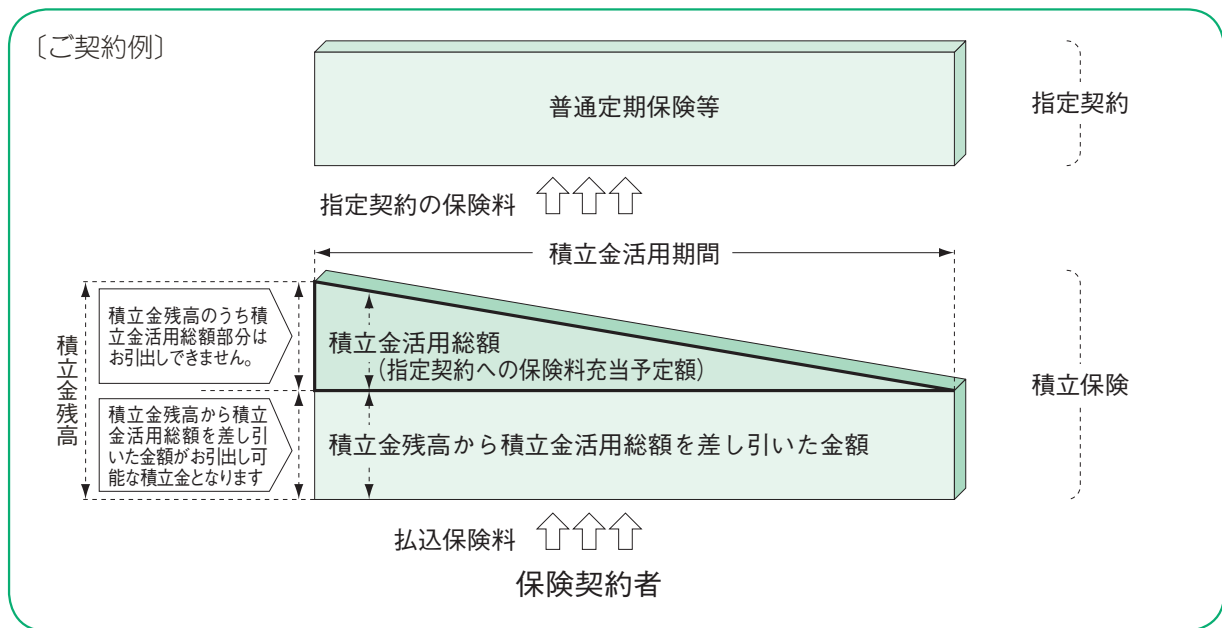 〔ご契約例〕
普通定期保険等
指定契約
指定契約の保険料
積立金活用期間
積立金残高
積立金残高のうち積
立金活用総額部分は
お引出しできません。
積立金活用総額
(指定契約への保険料充当予定額)
積立保険
積立金残高から積立
金活用総額を差し引
いた金額がお引出し可
能な積立金となります
積立金残高から積立金活用総額を差し引いた金額
払込保険料
保険契約者